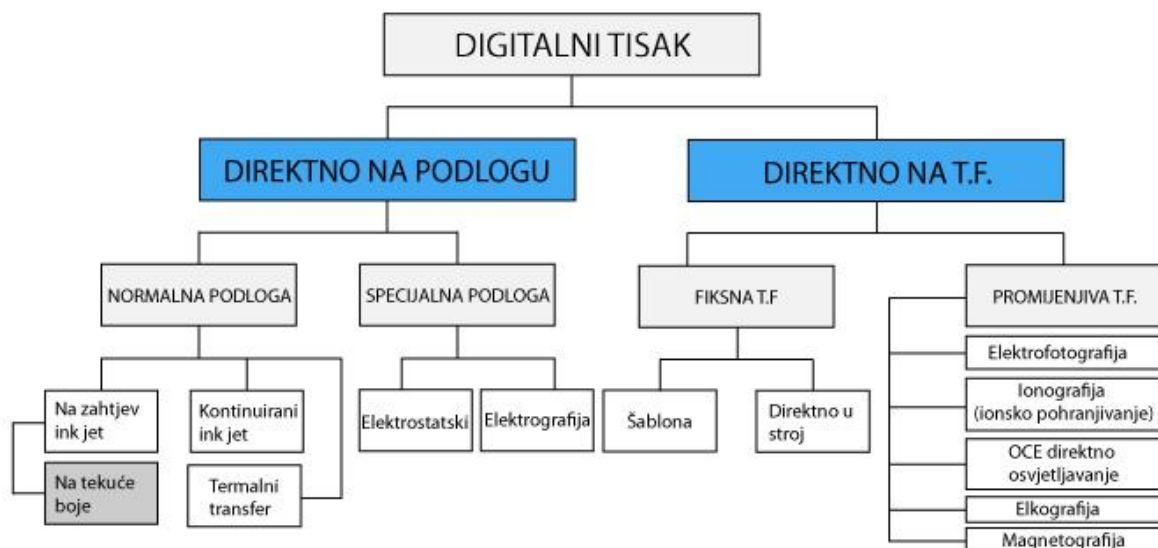 DIGITALNI TISAK
DIREKTNO NA PODLOGU
DIREKTNO NA T.F.
NORMALNA PODLOGA
SPECIJALNA PODLOGA
FIKSNA T.F
PROMIJENJIVA T.F.
Na zahtjev
ink jet
Kontinuirani
ink jet
Na tekuće
boje
Termalni
transfer
Elektrostatski
Elektrografija
Šablona
Direktno u
stroj
Elektrofotografija
Ionografija
(ionsko pohranjivanje)
OCE direktno
osvjetljavanje
Elkografija
Magnetografija